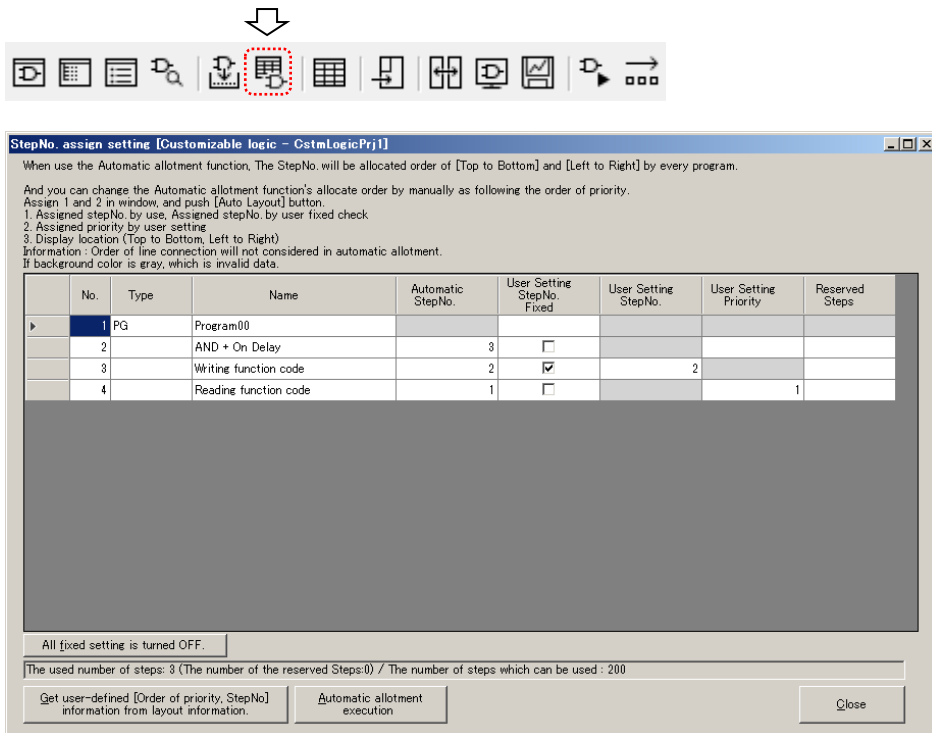 StepNo. assign setting [Customizable logic - CstmLogicPrj1]
When use the Automatic allotment function, The StepNo. will be allocated order of [Top to Bottom] and [Left to Right] by every program.
And you can change the Automatic allotment function's allocate order by manually as following the order of priority.
Assign 1 and 2 in window, and push [Auto Layout] button.
1. Assigned stepNo. by use, Assigned stepNo. by user fixed check
2. Assigned priority by user setting
3. Display location (Top to Bottom, Left to Right)
Information : Order of line connection will not considered in automatic allotment.
If background color is gray, which is invalid data.
No. Type Name Automatic StepNo. User Setting StepNo. Fixed User Setting StepNo. User Setting Priority Reserved Steps
1 PG Program00
2 AND + On Delay 3
3 Writing function code 2 2
4 Reading function code 1 1
All fixed setting is turned OFF.
The used number of steps: 3 (The number of the reserved Steps:0) / The number of steps which can be used : 200
Get user-defined [Order of priority, StepNo] information from layout information.
Automatic allotment execution
Close